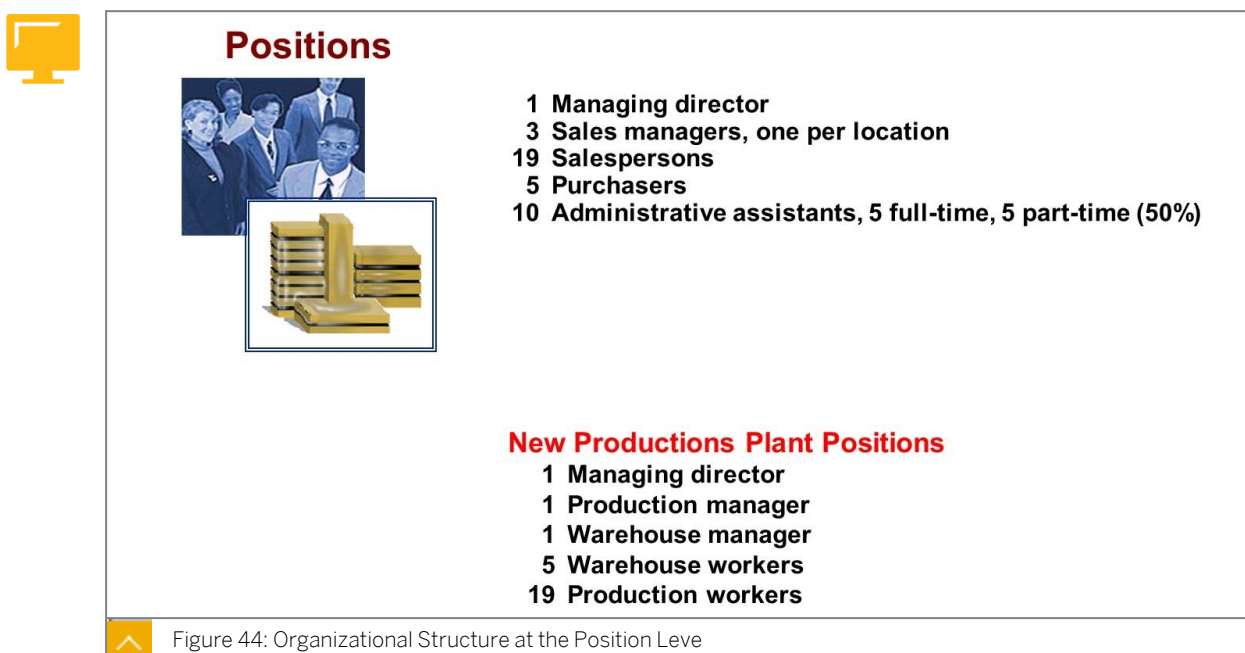 Positions
1 Managing director
3 Sales managers, one per location
19 Salespersons
5 Purchasers
10 Administrative assistants, 5 full-time, 5 part-time (50%)
New Productions Plant Positions
1 Managing director
1 Production manager
1 Warehouse manager
5 Warehouse workers
19 Production workers
Figure 44: Organizational Structure at the Position Leve